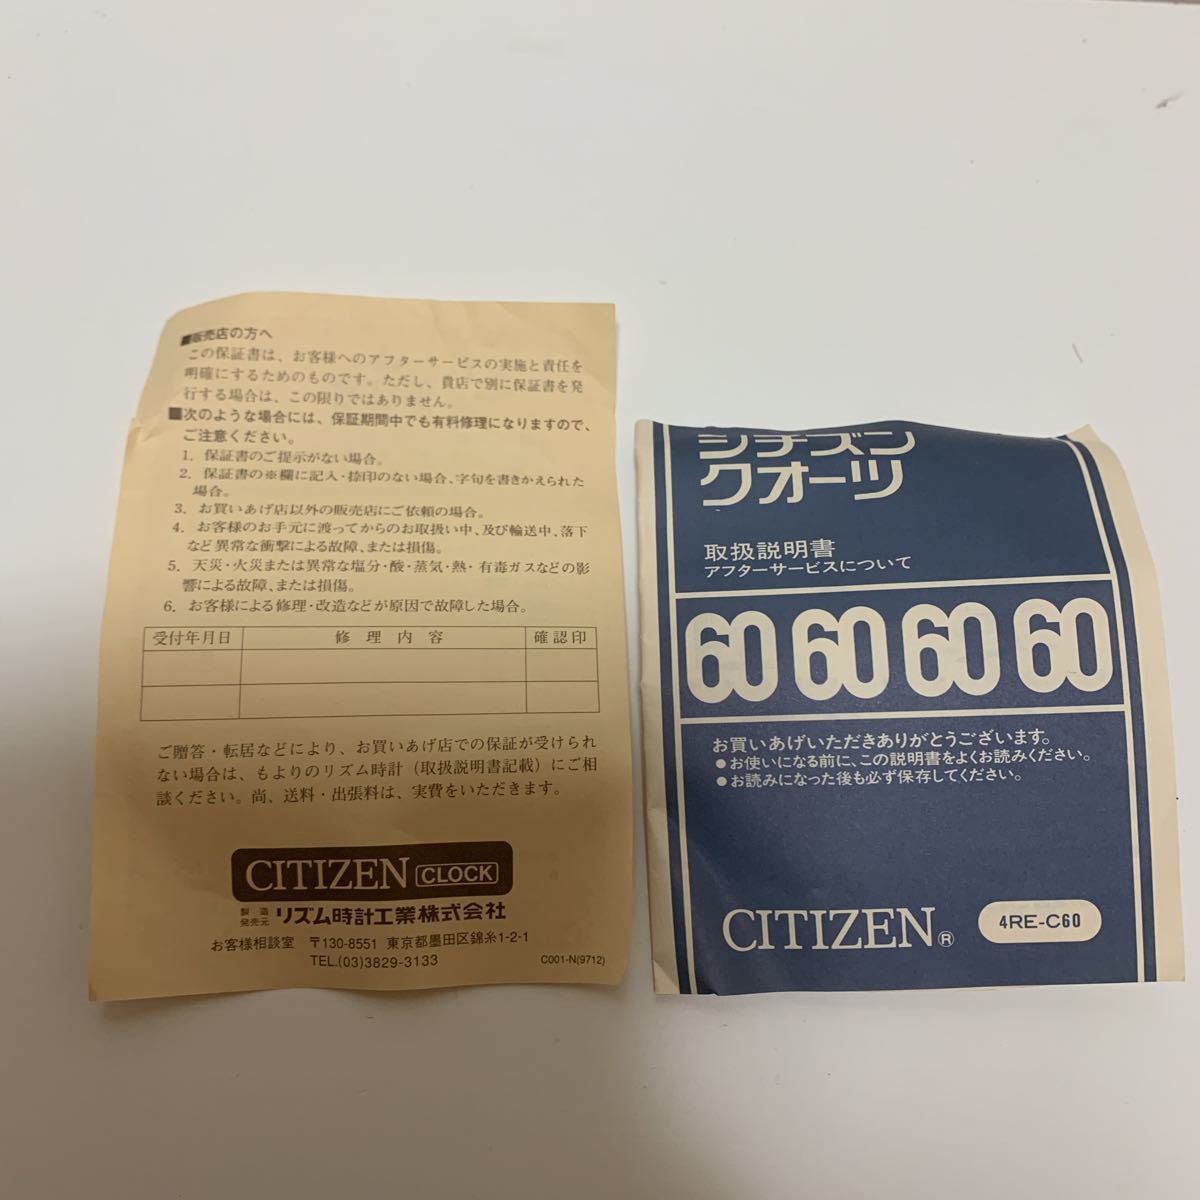 ■販売店の方へ
この保証書は、お客様へのアフターサービスの実施と責任を
明確にするためのものです。ただし、貴店で別に保証書を発
行する場合は、この限りではありません。
■次のような場合には、保証期間中でも有料修理になりますので、
ご注意ください。
1. 保証書のご提示がない場合。
2. 保証書の※欄に記入・捺印のない場合、字句を書きかえられた
場合。
3. お買いあげ店以外の販売店にご依頼の場合。
4. お客様のお手元に渡ってからのお取扱い中、及び輸送中、落下
など異常な衝撃による故障、または損傷。
5. 天災・火災または異常な塩分・酸・蒸気・熱・有毒ガスなどの影
響による故障、または損傷。
6. お客様による修理・改造などが原因で故障した場合。
受付年月日 修理内容 確認印
ご贈答・転居などにより、お買いあげ店での保証が受けられ
ない場合は、もよりのリズム時計（取扱説明書記載）にご相
談ください。尚、送料・出張料は、実費をいただきます。
CITIZEN CLOCK
製造発売元 リズム時計工業株式会社
お客様相談室 〒130-8551 東京都墨田区錦糸1-2-1
TEL.(03)3829-3133
C001-N(9712)
シチズン
クオーツ
取扱説明書
アフターサービスについて
60 60 60 60
お買いあげいただきありがとうございます。
●お使いになる前に、この説明書をよくお読みください。
●お読みになった後も必ず保存してください。
CITIZEN® 4RE-C60